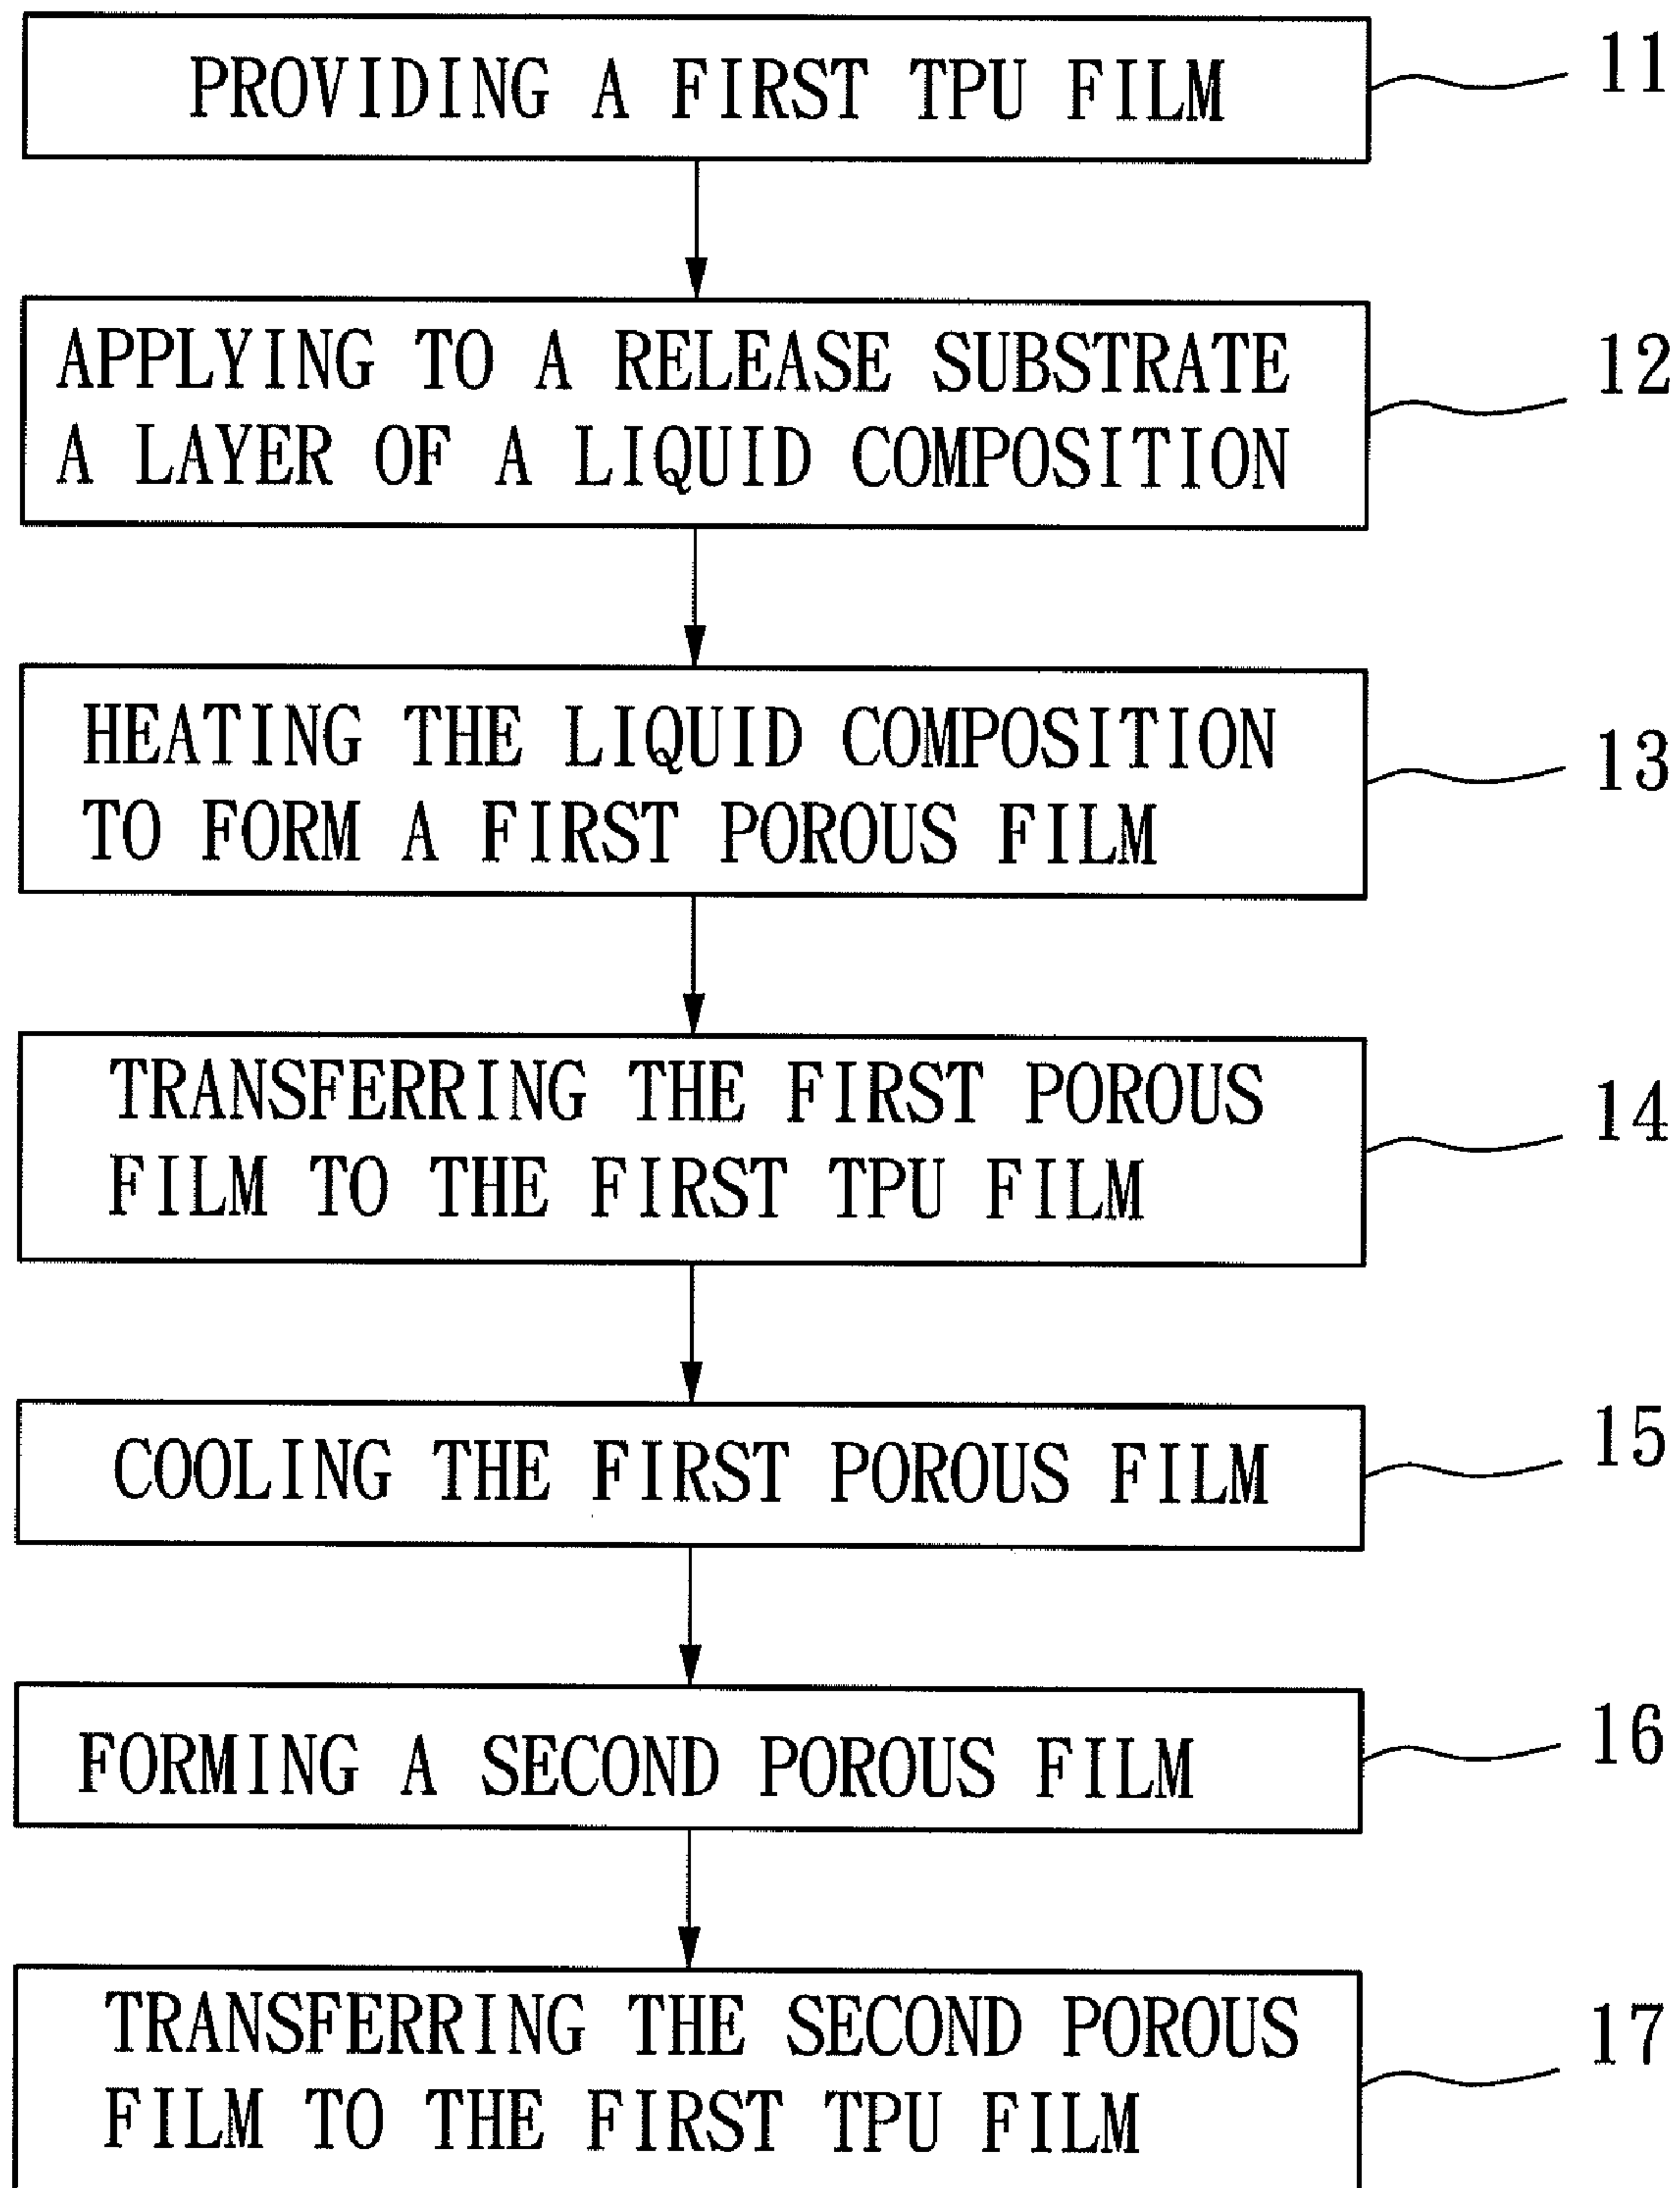 PROVIDING A FIRST TPU FILM
11
APPLYING TO A RELEASE SUBSTRATE
A LAYER OF A LIQUID COMPOSITION
12
HEATING THE LIQUID COMPOSITION
TO FORM A FIRST POROUS FILM
13
TRANSFERRING THE FIRST POROUS
FILM TO THE FIRST TPU FILM
14
COOLING THE FIRST POROUS FILM
15
FORMING A SECOND POROUS FILM
16
TRANSFERRING THE SECOND POROUS
FILM TO THE FIRST TPU FILM
17